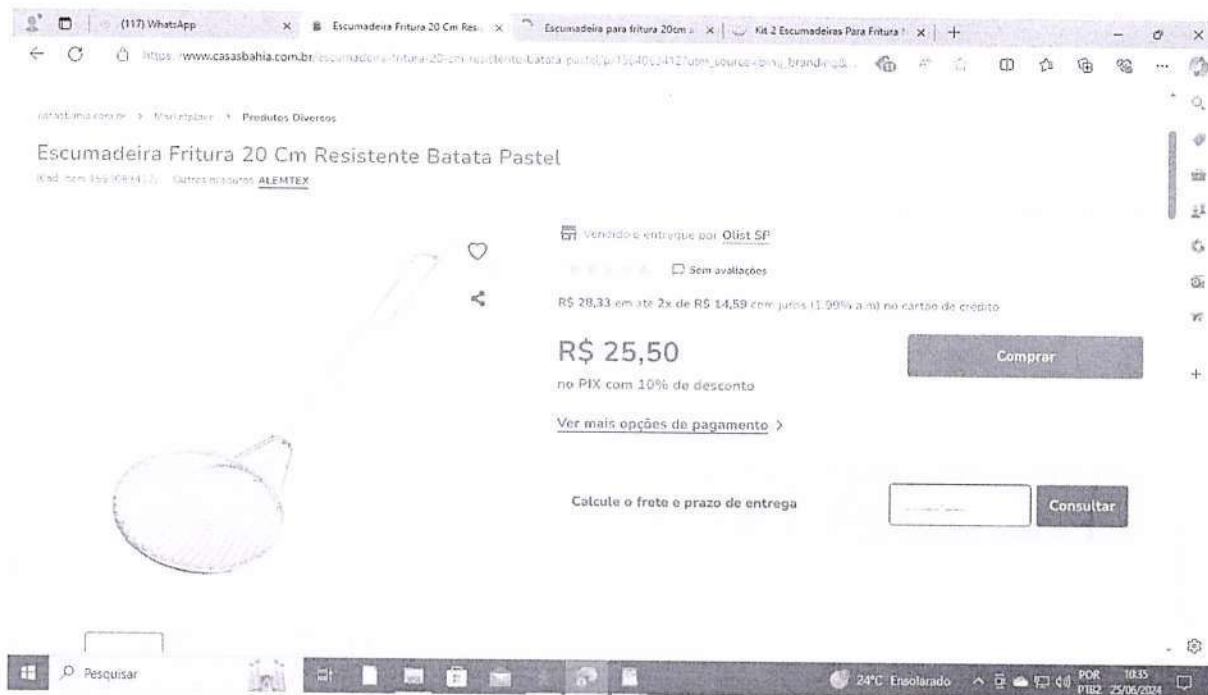 (117) WhatsApp
Escumadeira Fritura 20 Cm Res
Escumadeira para fritura 20cm
Kit 2 Escumadeiras Para Fritura
https://www.casasbahia.com.br
Produtos Diversos
Escumadeira Fritura 20 Cm Resistente Batata Pastel
Outros produtos ALEMTEX
Vendido e entregue por Olist SP
Sem avaliações
R$ 28,33 em até 2x de R$ 14,59 com juros (1.99% a.m) no cartão de crédito
R$ 25,50
Comprar
no PIX com 10% de desconto
Ver mais opções de pagamento >
Calcule o frete e prazo de entrega
Consultar
Pesquisar
24°C Ensolarado
POR
PTB2
10:35
25/06/2024